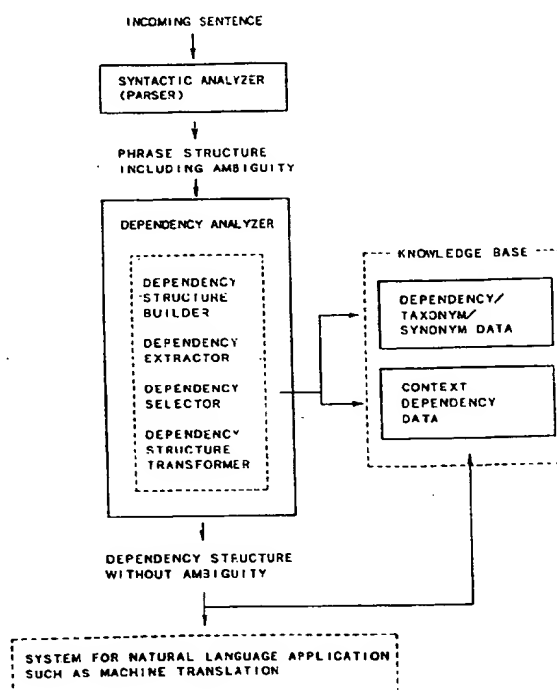 INCOMING SENTENCE
SYNTACTIC ANALYZER
(PARSER)
PHRASE STRUCTURE
INCLUDING AMBIGUITY
DEPENDENCY ANALYZER
DEPENDENCY
STRUCTURE
BUILDER
DEPENDENCY
EXTRACTOR
DEPENDENCY
SELECTOR
DEPENDENCY
STRUCTURE
TRANSFORMER
KNOWLEDGE BASE
DEPENDENCY/
TAXONYM/
SYNONYM DATA
CONTEXT
DEPENDENCY
DATA
DEPENDENCY STRUCTURE
WITHOUT AMBIGUITY
SYSTEM FOR NATURAL LANGUAGE APPLICATION
SUCH AS MACHINE TRANSLATION